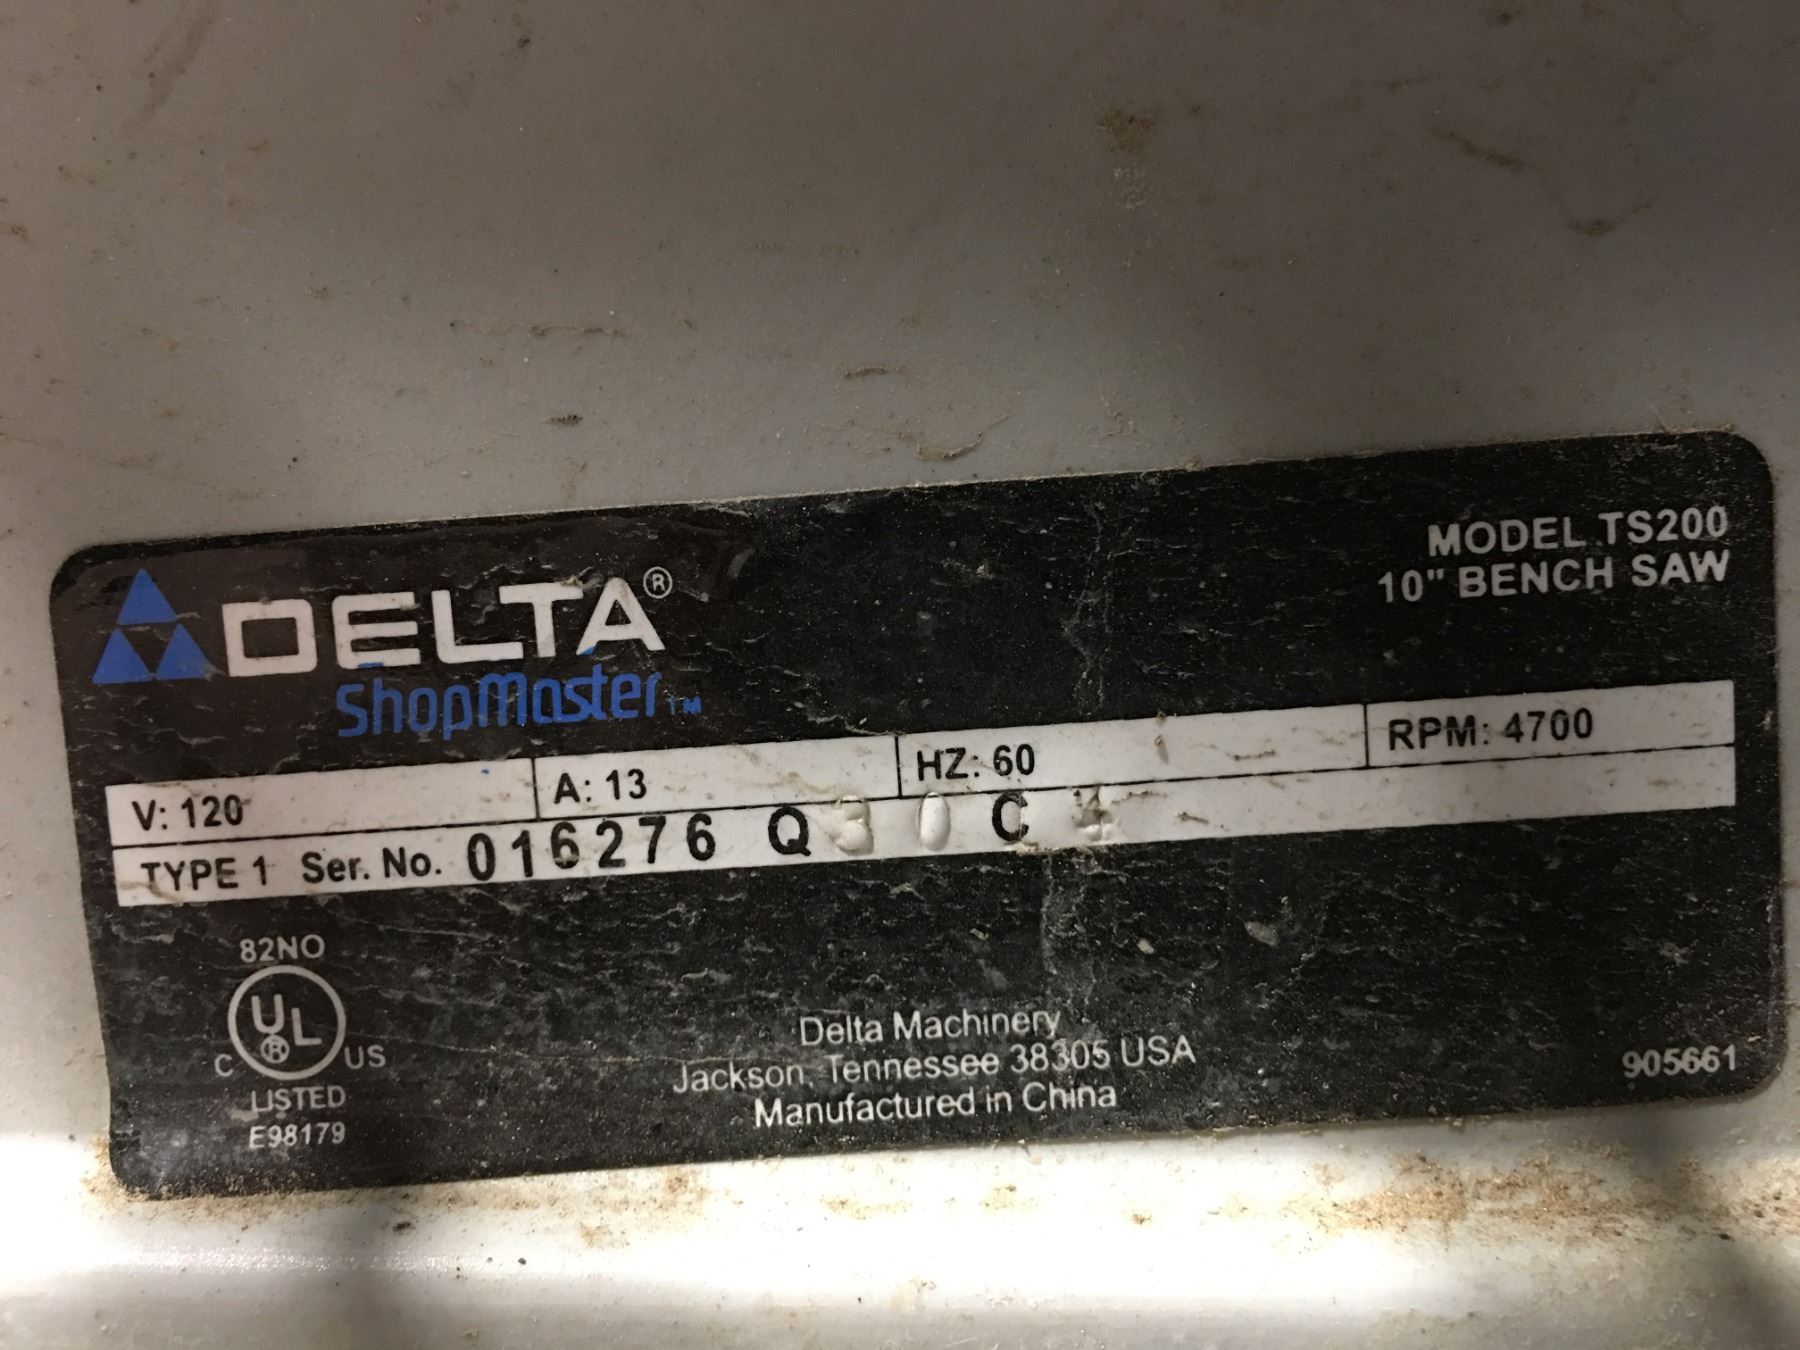 DELTA®
ShopMaster™
MODEL TS200
10" BENCH SAW
V: 120 A: 13 HZ: 60 RPM: 4700
TYPE 1 Ser. No. 016276 Q 30 C
82NO
UL®
C US
LISTED
E98179
Delta Machinery
Jackson, Tennessee 38305 USA
Manufactured in China
905661